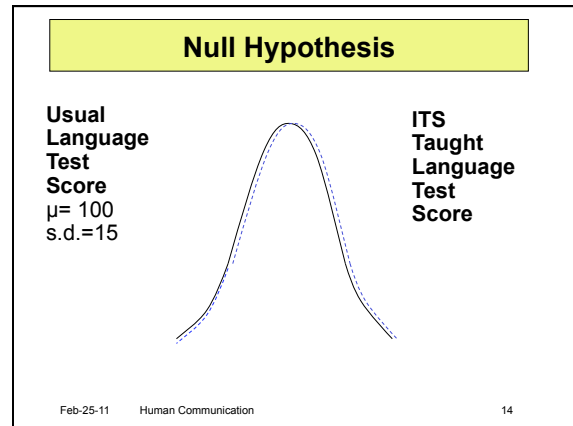 Null Hypothesis
Usual
Language
Test
Score
μ= 100
s.d.=15
ITS
Taught
Language
Test
Score
Feb-25-11 Human Communication 14